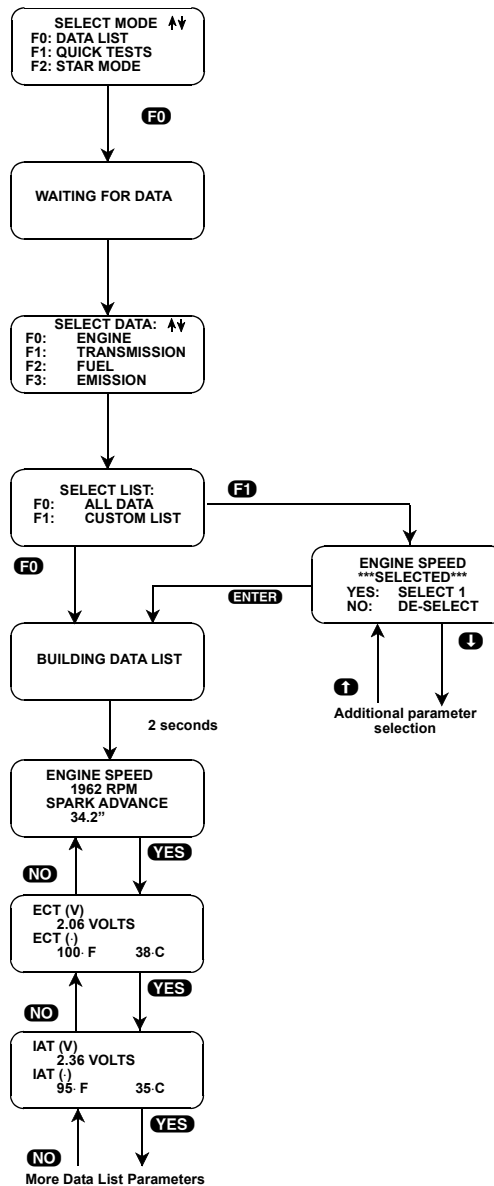 SELECT MODE
F0: DATA LIST
F1: QUICK TESTS
F2: STAR MODE
F0
WAITING FOR DATA
SELECT DATA:
F0: ENGINE
F1: TRANSMISSION
F2: FUEL
F3: EMISSION
SELECT LIST:
F0: ALL DATA
F1: CUSTOM LIST
F1
F0
ENGINE SPEED
***SELECTED***
YES: SELECT 1
NO: DE-SELECT
ENTER
BUILDING DATA LIST
Additional parameter
selection
2 seconds
ENGINE SPEED
1962 RPM
SPARK ADVANCE
34.2”
NO
YES
ECT (V)
2.06 VOLTS
ECT (·)
100· F 38·C
NO
YES
IAT (V)
2.36 VOLTS
IAT (·)
95· F 35·C
NO
YES
More Data List Parameters